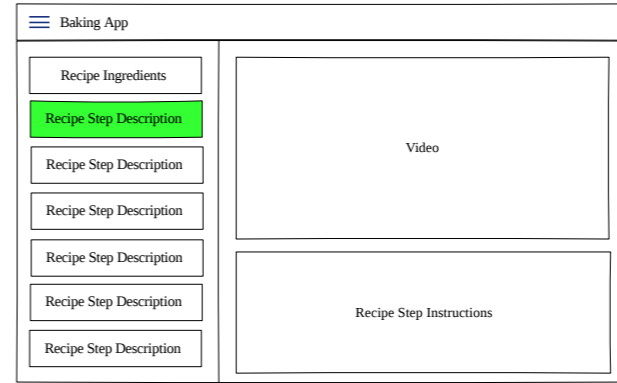 Baking App
Recipe Ingredients
Recipe Step Description
Recipe Step Description
Recipe Step Description
Recipe Step Description
Recipe Step Description
Recipe Step Description
Video
Recipe Step Instructions